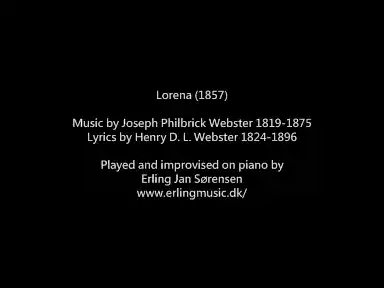 Lorena (1857)
Music by Joseph Philbrick Webster 1819-1875
Lyrics by Henry D. L. Webster 1824-1896
Played and improvised on piano by
Erling Jan Sørensen
www.erlingmusic.dk/